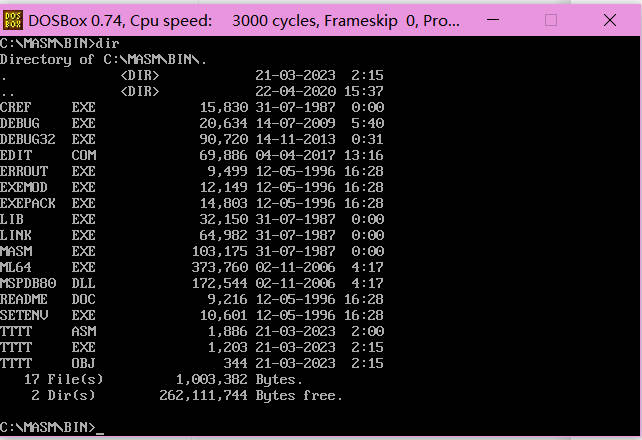 DOS
BOX
DOSBox 0.74, Cpu speed:    3000 cycles, Frameskip  0, Pro...
C:\MASM\BIN>dir
Directory of C:\MASM\BIN\.
.              <DIR>            21-03-2023  2:15
..             <DIR>            22-04-2020 15:37
CREF     EXE             15,830 31-07-1987  0:00
DEBUG    EXE             20,634 14-07-2009  5:40
DEBUG32  EXE             90,720 14-11-2013  0:31
EDIT     COM             69,886 04-04-2017 13:16
ERROUT   EXE              9,499 12-05-1996 16:28
EXEMOD   EXE             12,149 12-05-1996 16:28
EXEPACK  EXE             14,803 12-05-1996 16:28
LIB      EXE             32,150 31-07-1987  0:00
LINK     EXE             64,982 31-07-1987  0:00
MASM     EXE            103,175 31-07-1987  0:00
ML64     EXE            373,760 02-11-2006  4:17
MSPDB80  DLL            172,544 02-11-2006  4:17
README   DOC              9,216 12-05-1996 16:28
SETENV   EXE             10,601 12-05-1996 16:28
TTTT     ASM              1,886 21-03-2023  2:00
TTTT     EXE              1,203 21-03-2023  2:15
TTTT     OBJ                344 21-03-2023  2:15
   17 File(s)         1,003,382 Bytes.
    2 Dir(s)        262,111,744 Bytes free.
C:\MASM\BIN>_